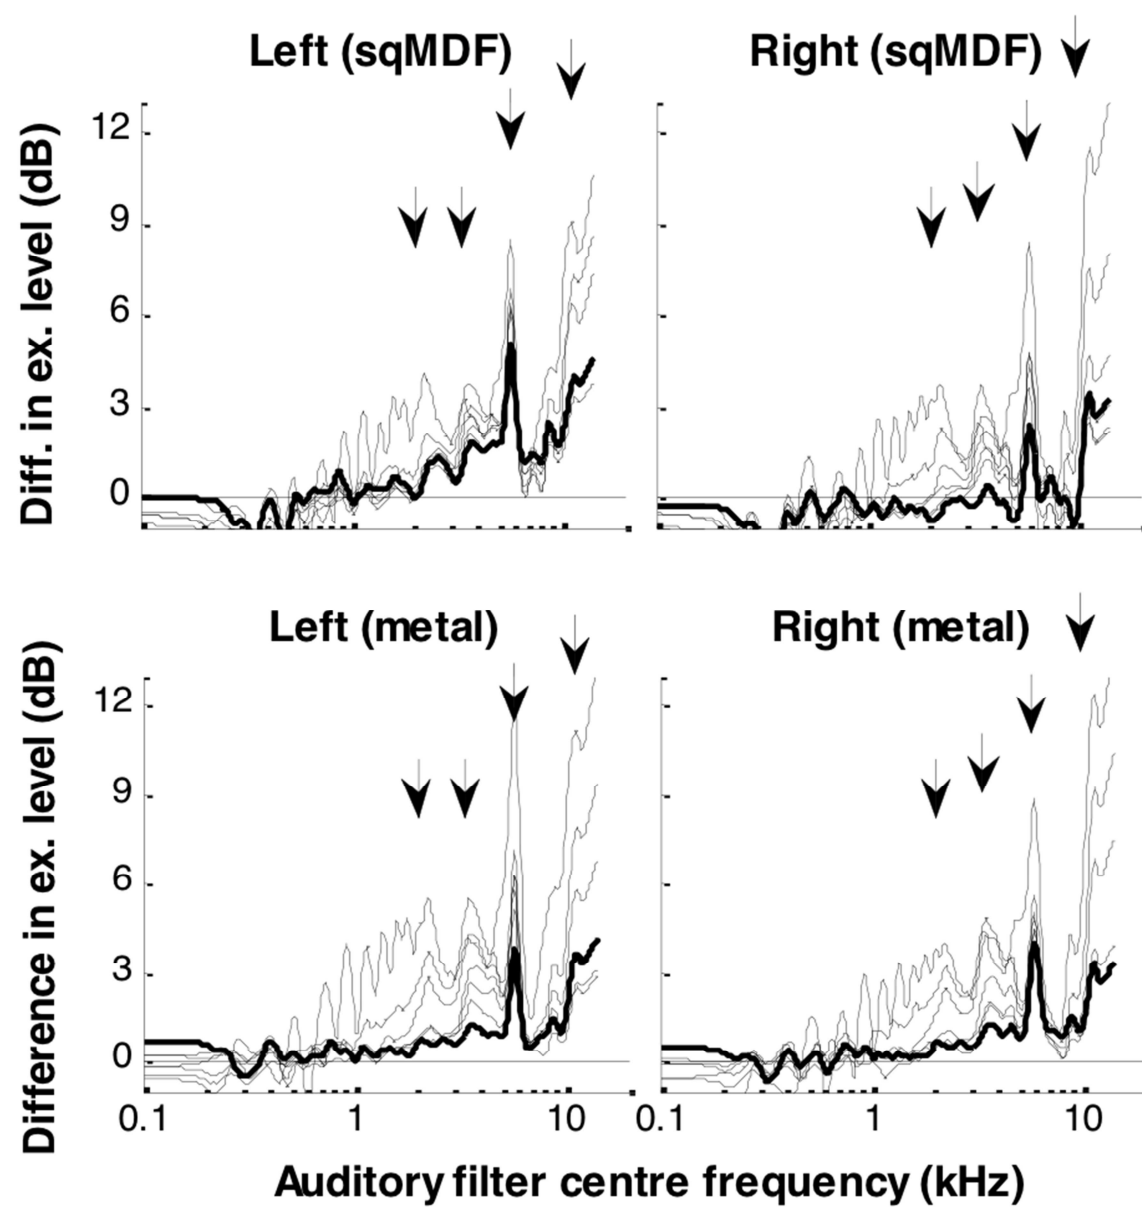 Left (sqMDF)
Right (sqMDF)
Diff. in ex. level (dB)
12
9
6
3
0
Left (metal)
Right (metal)
Difference in ex. level (dB)
12
9
6
3
0
0.1
1
10
0.1
1
10
Auditory filter centre frequency (kHz)